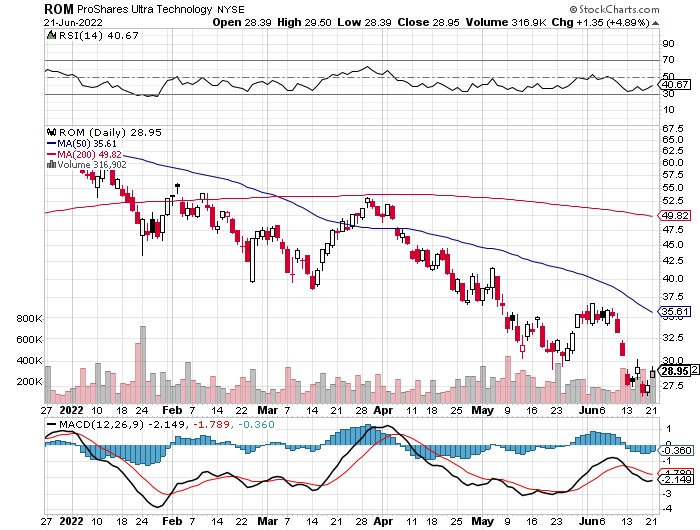 ROM ProShares Ultra Technology NYSE © StockCharts.com
21-Jun-2022 Open 28.39 High 29.50 Low 28.39 Close 28.95 Volume 316.9K Chg +1.35 (+4.89%)
RSI(14) 40.67
90
70
50
40.67
30
10
ROM (Daily) 28.95
MA(50) 35.61
MA(200) 49.82
Volume 316,902
67.5
65.0
62.5
60.0
57.5
55.0
52.5
49.82
47.5
45.0
42.5
40.0
37.5
35.61
32.5
30.0
28.95
27.5
800K
600K
400K
200K
27 2022 10 18 24 Feb 7 14 22 Mar 7 14 21 28 Apr 11 18 25 May 9 16 23 Jun 6 13 21
MACD(12,26,9) -2.149, -1.789, -0.360
1
-0.360
-1
-1.789
-2.149
-3
-4
27 2022 10 18 24 Feb 7 14 22 Mar 7 14 21 28 Apr 11 18 25 May 9 16 23 Jun 6 13 21